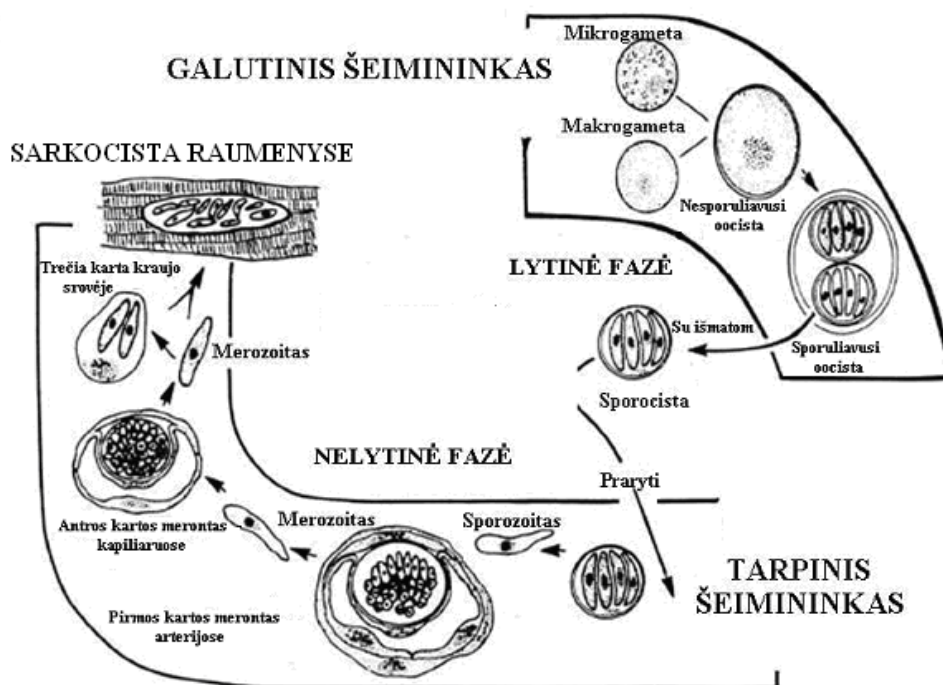 Mikrogameta
GALUTINIS ŠEIMININKAS
Makrogameta
SARKOCISTA RAUMENYSE
Nesporuliavusi
oocista
Trečia karta kraujo
srovėje
LYTINĖ FAZĖ
Su išmatom
Merozoitas
Sporuliavusi
oocista
Sporocista
NELYTINĖ FAZĖ
Praryti
Antros kartos merontas
kapiliaruose
Merozoitas
Sporozoitas
TARPINIS
ŠEIMININKAS
Pirmos kartos merontas
arterijose